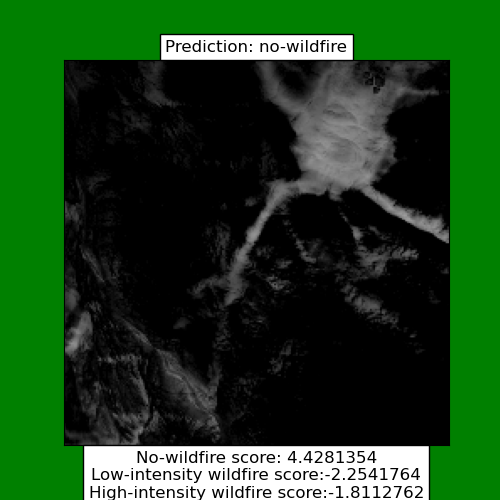 Prediction: no-wildfire
No-wildfire score: 4.4281354
Low-intensity wildfire score:-2.2541764
High-intensity wildfire score:-1.8112762